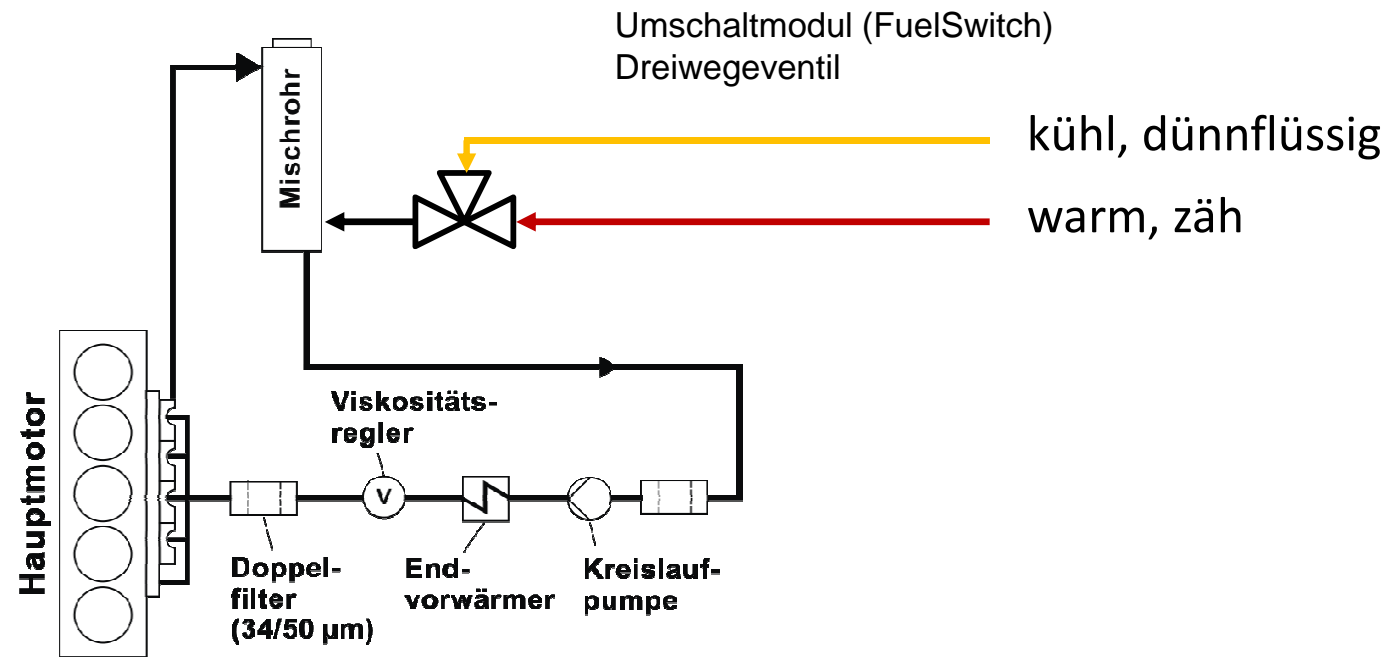 Umschaltmodul (FuelSwitch)
Dreiwegeventil
Mischrohr
kühl, dünnflüssig
warm, zäh
Hauptmotor
Viskositäts-
regler
V
Doppel-
filter
(34/50 µm)
End-
vorwärmer
Kreislauf-
pumpe